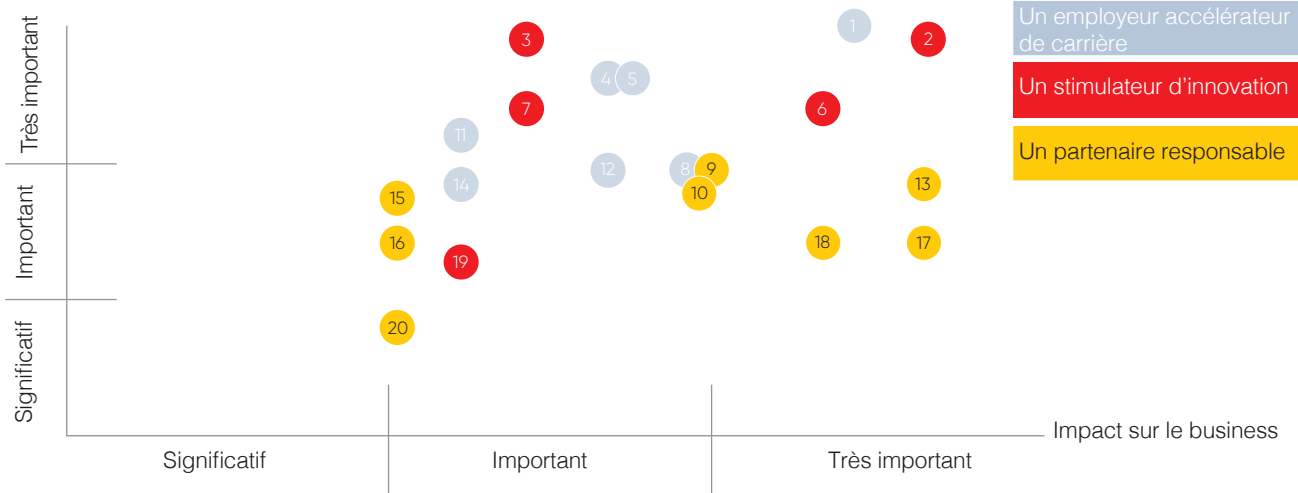 Très important
Important
Significatif
1
2
3
4
5
6
7
8
9
10
11
12
13
14
15
16
17
18
19
20
Un employeur accélérateur
de carrière
Un stimulateur d'innovation
Un partenaire responsable
Impact sur le business
Significatif
Important
Très important